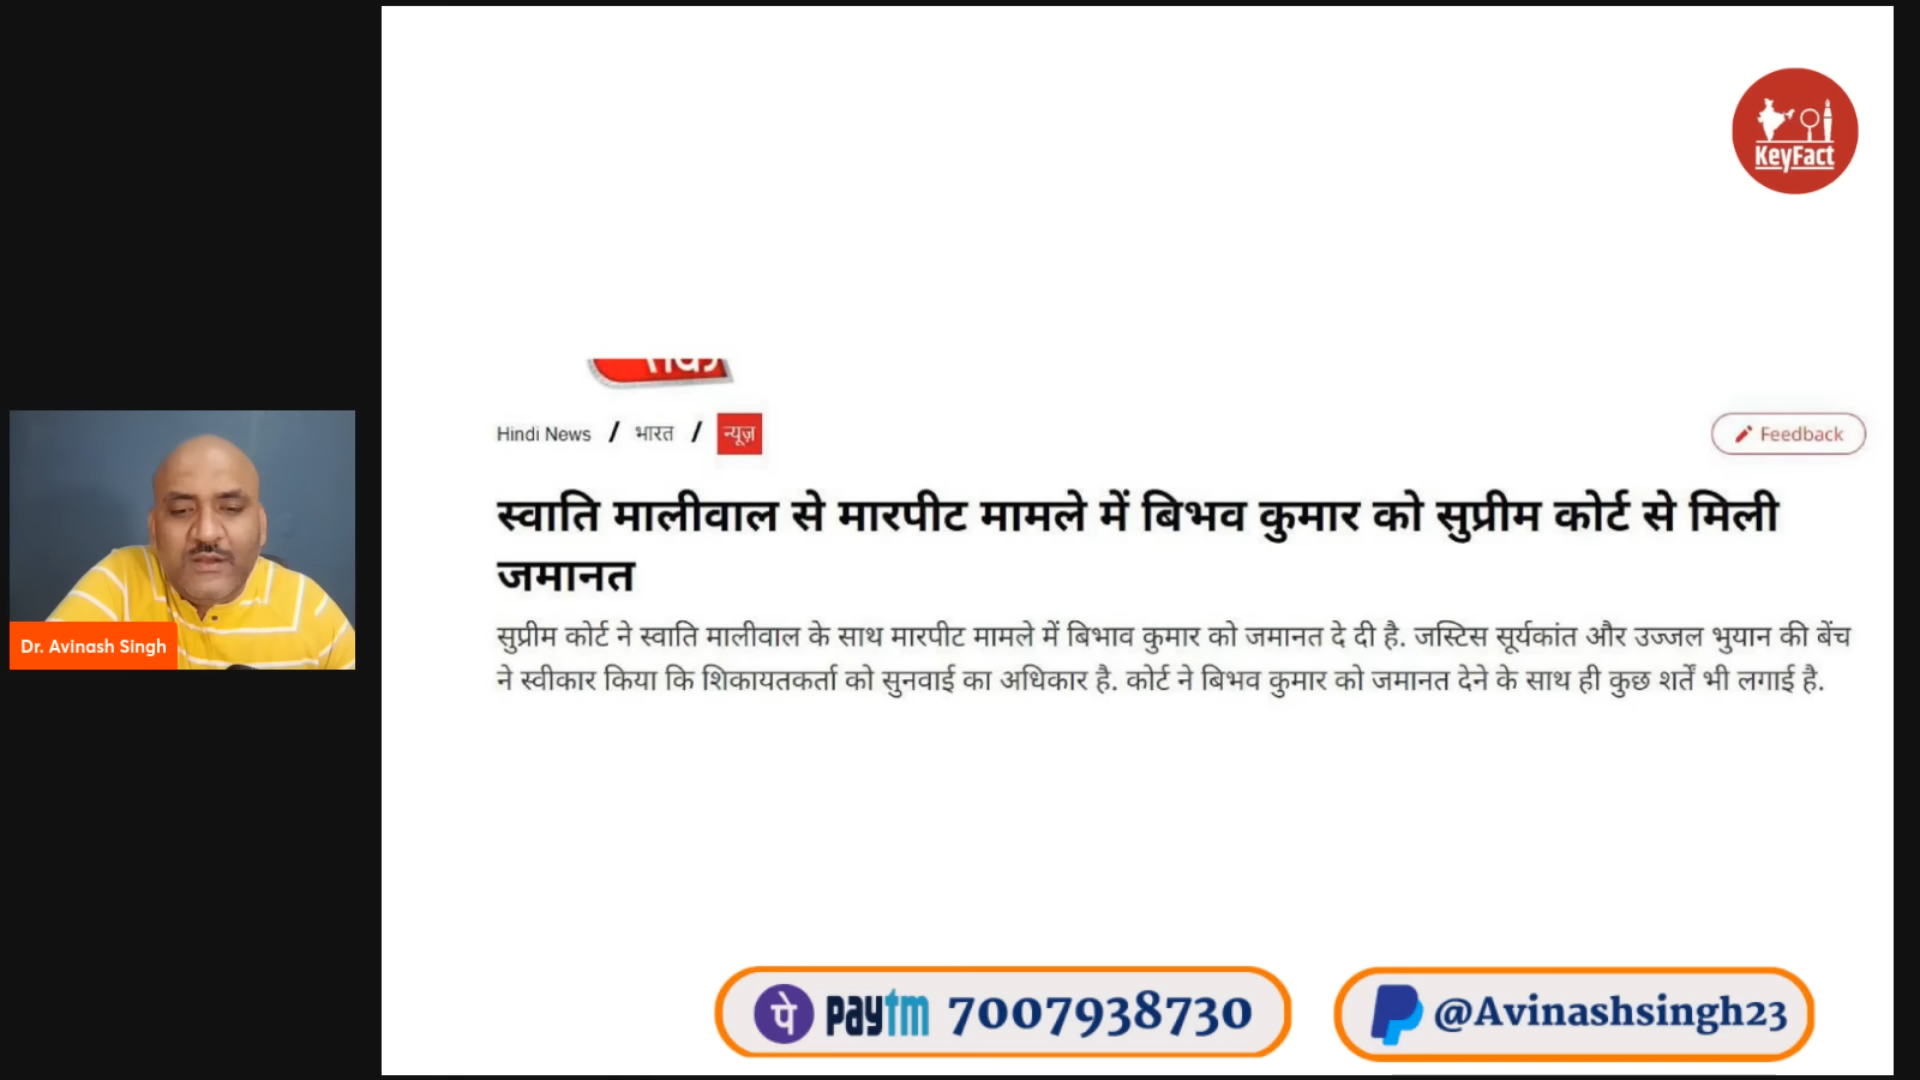 KeyFact
Hindi News / भारत / न्यूज़
Feedback
स्वाति मालीवाल से मारपीट मामले में बिभव कुमार को सुप्रीम कोर्ट से मिली
जमानत
सुप्रीम कोर्ट ने स्वाति मालीवाल के साथ मारपीट मामले में बिभाव कुमार को जमानत दे दी है. जस्टिस सूर्यकांत और उज्जल भुयान की बेंच
ने स्वीकार किया कि शिकायतकर्ता को सुनवाई का अधिकार है. कोर्ट ने बिभव कुमार को जमानत देने के साथ ही कुछ शर्तें भी लगाई है.
Dr. Avinash Singh
पे paytm 7007938730
@Avinashsingh23